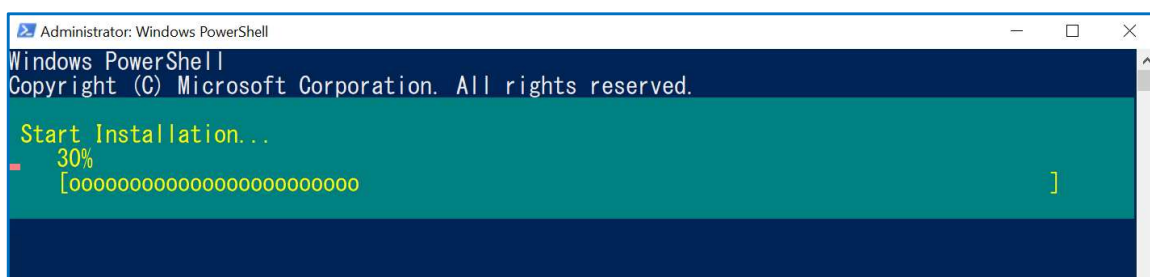 Administrator: Windows PowerShell
Windows PowerShell
Copyright (C) Microsoft Corporation. All rights reserved.
Start Installation...
30%
[oooooooooooooooooooooooo ]